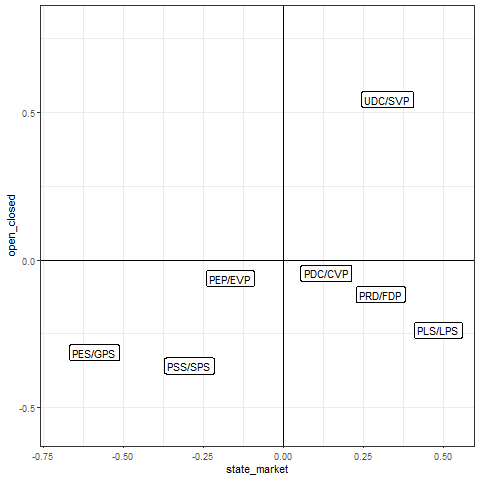 UDC/SVP
0.5
open_closed
0.0
PDC/CVP
PEP/EVP
PRD/FDP
PLS/LPS
PES/GPS
PSS/SPS
-0.5
-0.75
-0.50
-0.25
0.00
0.25
0.50
state_market